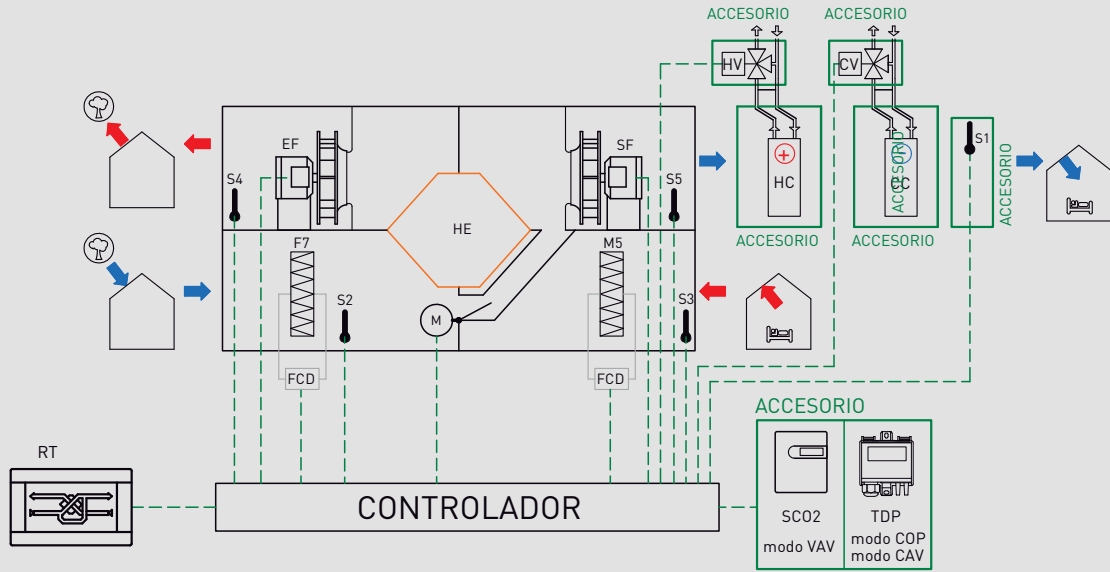 ACCESORIO
ACCESORIO
HV
CV
EF
SF
S4
S5
HC
ACCESORIO
CC
S1
ACCESORIO
HE
ACCESORIO
ACCESORIO
F7
M5
S2
M
S3
FCD
FCD
ACCESORIO
RT
CONTROLADOR
SCO2
TDP
modo VAV
modo COP
modo CAV